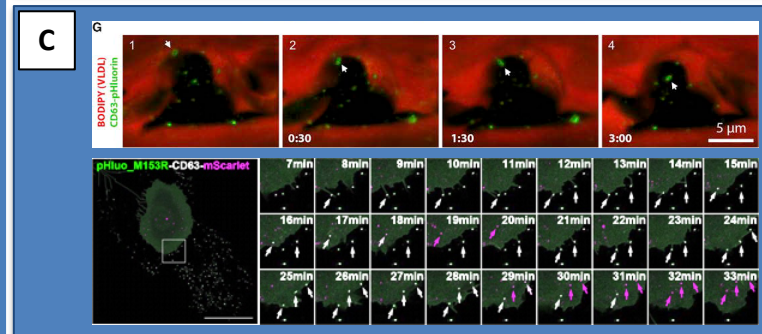 C
G
BODIPY (VLDL)
CD63-pHluorin
1
2
3
4
0:30
1:30
3:00
5 µm
pHluo_M153R-CD63-mScarlet
7min 8min 9min 10min 11min 12min 13min 14min 15min
16min 17min 18min 19min 20min 21min 22min 23min 24min
25min 26min 27min 28min 29min 30min 31min 32min 33min